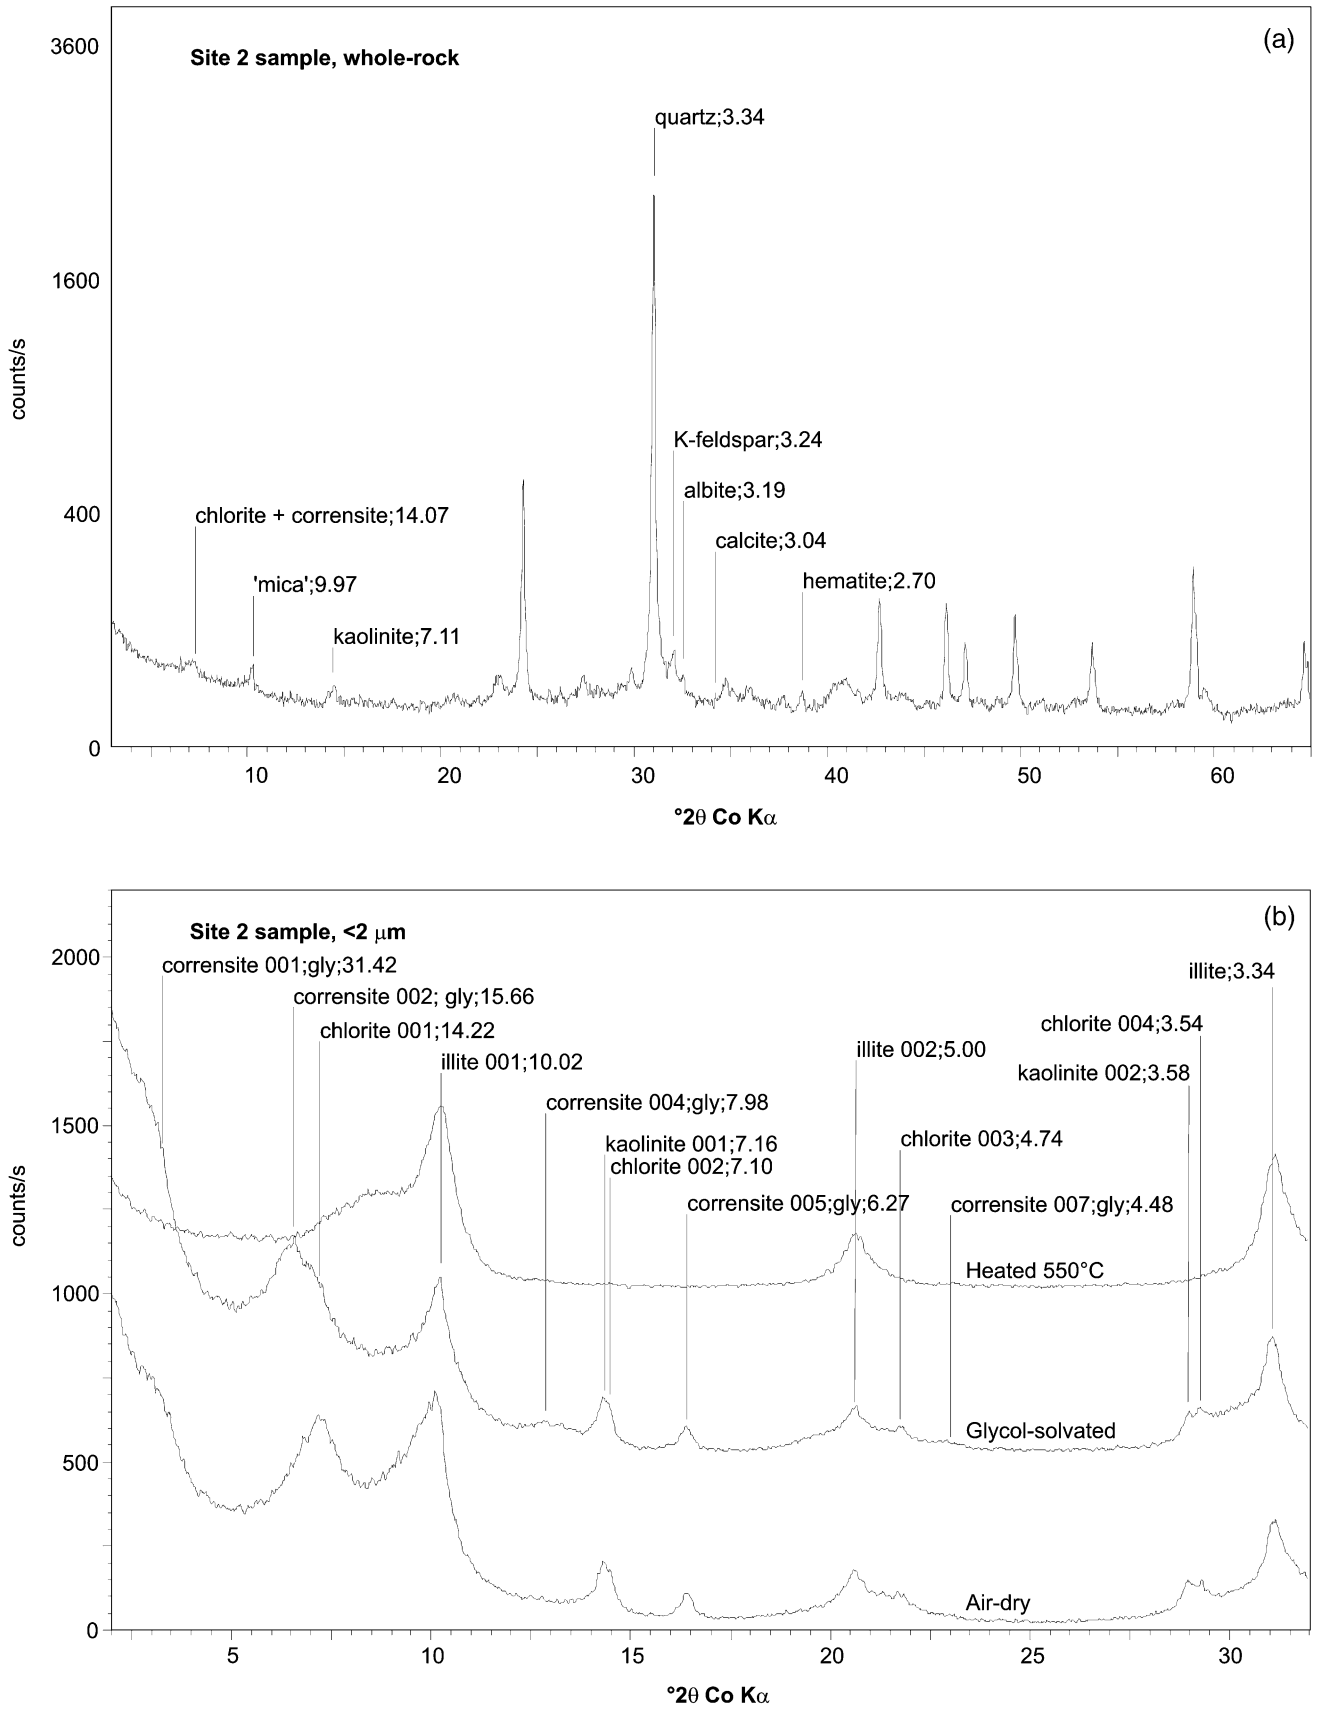 (a)
3600
Site 2 sample, whole-rock
quartz;3.34
1600
counts/s
K-feldspar;3.24
albite;3.19
400
chlorite + corrensite;14.07
calcite;3.04
'mica';9.97
hematite;2.70
kaolinite;7.11
0
10 20 30 40 50 60
°2θ Co Kα
(b)
Site 2 sample, <2 μm
2000
corrensite 001;gly;31.42
illite;3.34
corrensite 002; gly;15.66
chlorite 001;14.22
chlorite 004;3.54
illite 002;5.00
illite 001;10.02
kaolinite 002;3.58
corrensite 004;gly;7.98
1500
chlorite 003;4.74
kaolinite 001;7.16
chlorite 002;7.10
corrensite 005;gly;6.27
corrensite 007;gly;4.48
counts/s
Heated 550°C
1000
Glycol-solvated
500
Air-dry
0
5 10 15 20 25 30
°2θ Co Kα